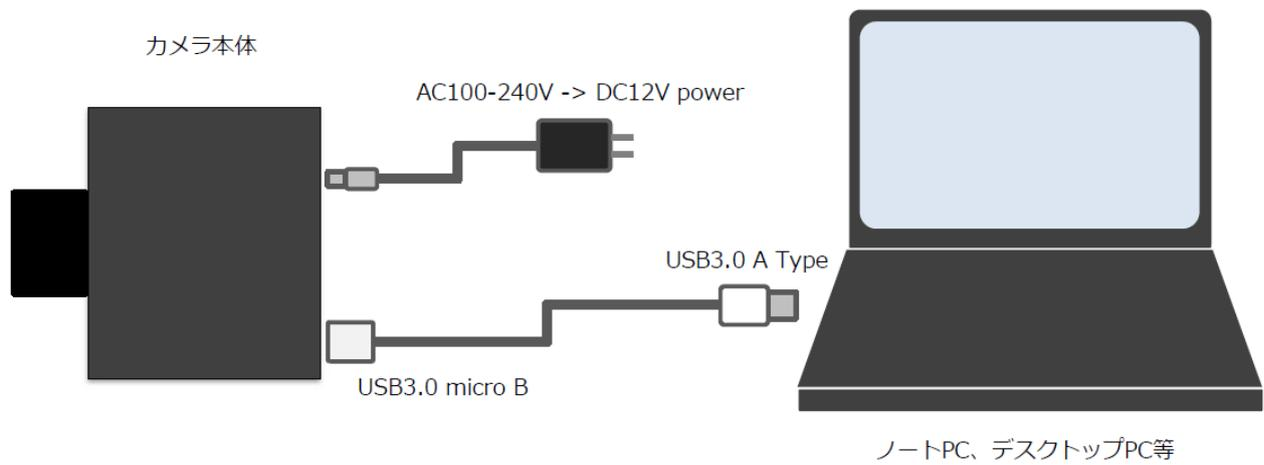 カメラ本体
AC100-240V -> DC12V power
USB3.0 A Type
USB3.0 micro B
ノートPC、デスクトップPC等